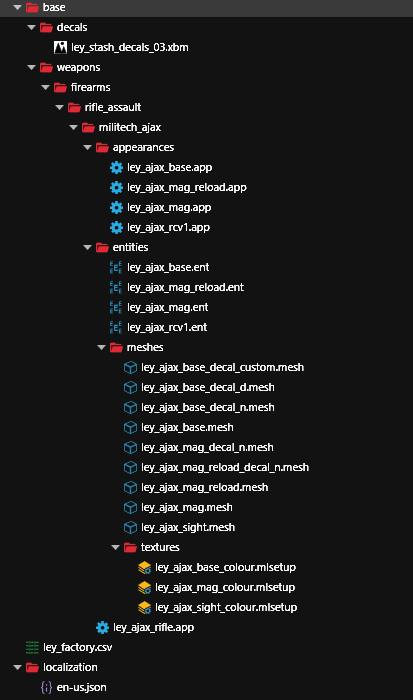 base
decals
ley_stash_decals_03.xbm
weapons
firearms
rifle_assault
militech_ajax
appearances
ley_ajax_base.app
ley_ajax_mag_reload.app
ley_ajax_mag.app
ley_ajax_rcv1.app
entities
ley_ajax_base.ent
ley_ajax_mag_reload.ent
ley_ajax_mag.ent
ley_ajax_rcv1.ent
meshes
ley_ajax_base_decal_custom.mesh
ley_ajax_base_decal_d.mesh
ley_ajax_base_decal_n.mesh
ley_ajax_base.mesh
ley_ajax_mag_decal_n.mesh
ley_ajax_mag_reload_decal_n.mesh
ley_ajax_mag_reload.mesh
ley_ajax_mag.mesh
ley_ajax_sight.mesh
textures
ley_ajax_base_colour.mlsetup
ley_ajax_mag_colour.mlsetup
ley_ajax_sight_colour.mlsetup
ley_ajax_rifle.app
ley_factory.csv
localization
en-us.json